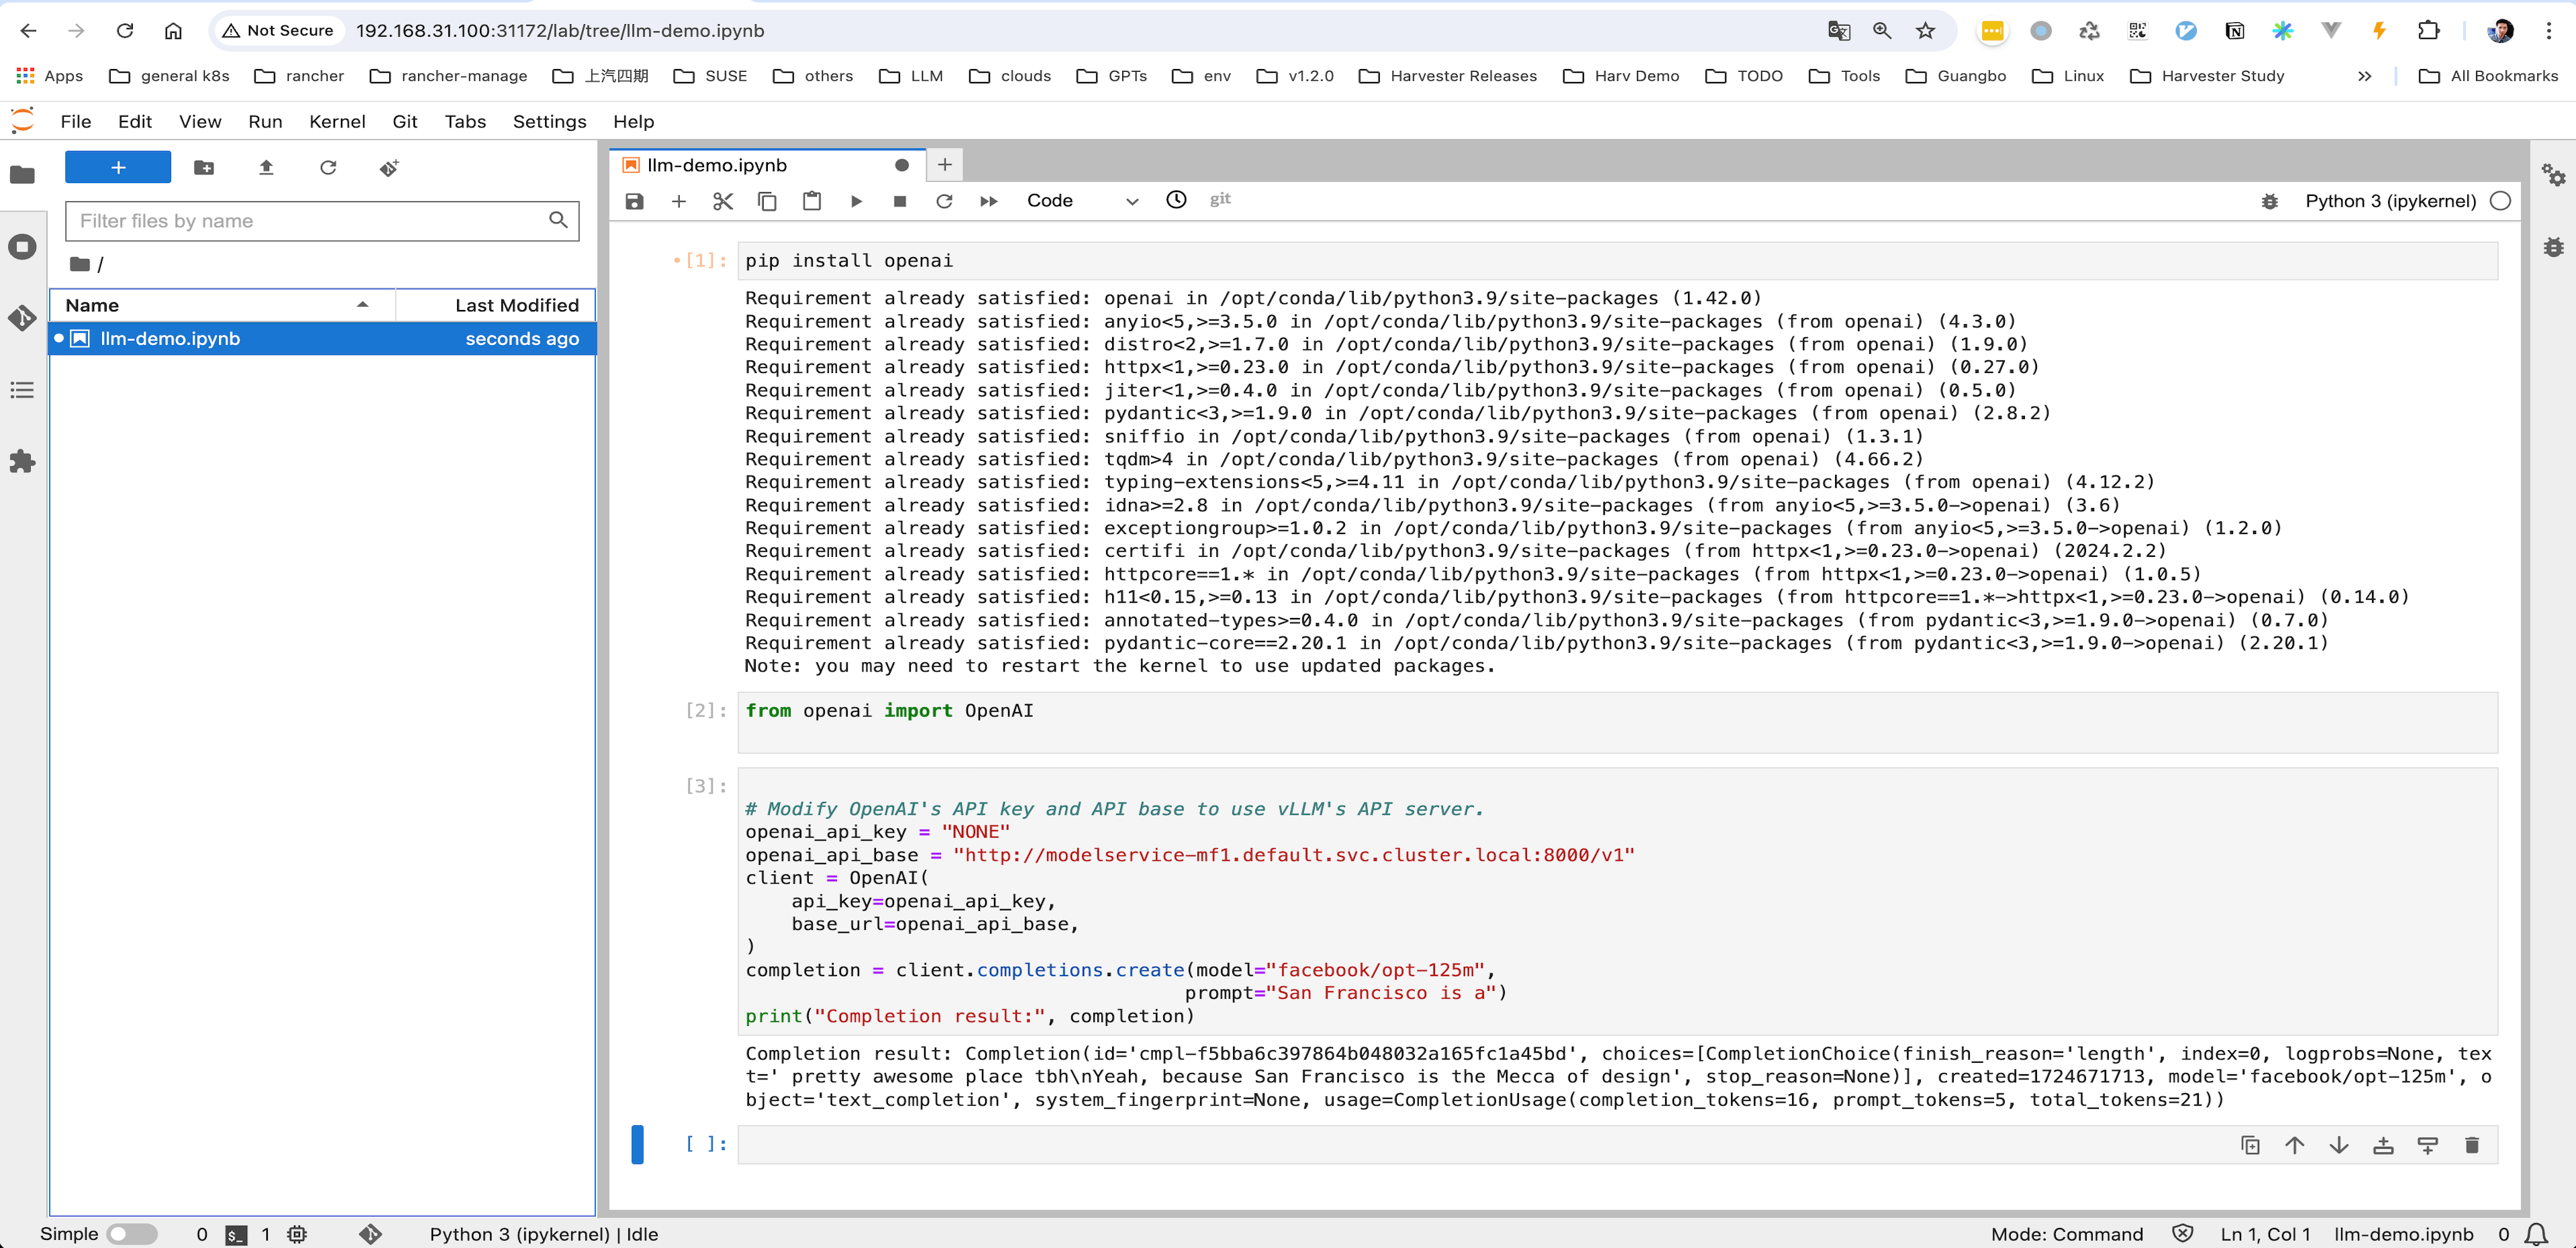 Not Secure 192.168.31.100:31172/lab/tree/llm-demo.ipynb
Apps general k8s rancher rancher-manage 上汽四期 SUSE others LLM clouds GPTs env v1.2.0 Harvester Releases Harv Demo TODO Tools Guangbo Linux Harvester Study >> All Bookmarks
File Edit View Run Kernel Git Tabs Settings Help
Filter files by name
/
Name Last Modified
llm-demo.ipynb seconds ago
llm-demo.ipynb
Code git Python 3 (ipykernel)
[1]: pip install openai
Requirement already satisfied: openai in /opt/conda/lib/python3.9/site-packages (1.42.0)
Requirement already satisfied: anyio<5,>=3.5.0 in /opt/conda/lib/python3.9/site-packages (from openai) (4.3.0)
Requirement already satisfied: distro<2,>=1.7.0 in /opt/conda/lib/python3.9/site-packages (from openai) (1.9.0)
Requirement already satisfied: httpx<1,>=0.23.0 in /opt/conda/lib/python3.9/site-packages (from openai) (0.27.0)
Requirement already satisfied: jiter<1,>=0.4.0 in /opt/conda/lib/python3.9/site-packages (from openai) (0.5.0)
Requirement already satisfied: pydantic<3,>=1.9.0 in /opt/conda/lib/python3.9/site-packages (from openai) (2.8.2)
Requirement already satisfied: sniffio in /opt/conda/lib/python3.9/site-packages (from openai) (1.3.1)
Requirement already satisfied: tqdm>4 in /opt/conda/lib/python3.9/site-packages (from openai) (4.66.2)
Requirement already satisfied: typing-extensions<5,>=4.11 in /opt/conda/lib/python3.9/site-packages (from openai) (4.12.2)
Requirement already satisfied: idna>=2.8 in /opt/conda/lib/python3.9/site-packages (from anyio<5,>=3.5.0->openai) (3.6)
Requirement already satisfied: exceptiongroup>=1.0.2 in /opt/conda/lib/python3.9/site-packages (from anyio<5,>=3.5.0->openai) (1.2.0)
Requirement already satisfied: certifi in /opt/conda/lib/python3.9/site-packages (from httpx<1,>=0.23.0->openai) (2024.2.2)
Requirement already satisfied: httpcore==1.* in /opt/conda/lib/python3.9/site-packages (from httpx<1,>=0.23.0->openai) (1.0.5)
Requirement already satisfied: h11<0.15,>=0.13 in /opt/conda/lib/python3.9/site-packages (from httpcore==1.*->httpx<1,>=0.23.0->openai) (0.14.0)
Requirement already satisfied: annotated-types>=0.4.0 in /opt/conda/lib/python3.9/site-packages (from pydantic<3,>=1.9.0->openai) (0.7.0)
Requirement already satisfied: pydantic-core==2.20.1 in /opt/conda/lib/python3.9/site-packages (from pydantic<3,>=1.9.0->openai) (2.20.1)
Note: you may need to restart the kernel to use updated packages.
[2]: from openai import OpenAI
[3]:
# Modify OpenAI's API key and API base to use vLLM's API server.
openai_api_key = "NONE"
openai_api_base = "http://modelservice-mf1.default.svc.cluster.local:8000/v1"
client = OpenAI(
    api_key=openai_api_key,
    base_url=openai_api_base,
)
completion = client.completions.create(model="facebook/opt-125m",
                                      prompt="San Francisco is a")
print("Completion result:", completion)
Completion result: Completion(id='cmpl-f5bba6c397864b048032a165fc1a45bd', choices=[CompletionChoice(finish_reason='length', index=0, logprobs=None, tex
t=' pretty awesome place tbh\nYeah, because San Francisco is the Mecca of design', stop_reason=None)], created=1724671713, model='facebook/opt-125m', o
bject='text_completion', system_fingerprint=None, usage=CompletionUsage(completion_tokens=16, prompt_tokens=5, total_tokens=21))
[ ]:
Simple 0 $_ 1 Python 3 (ipykernel) | Idle Mode: Command Ln 1, Col 1 llm-demo.ipynb 0